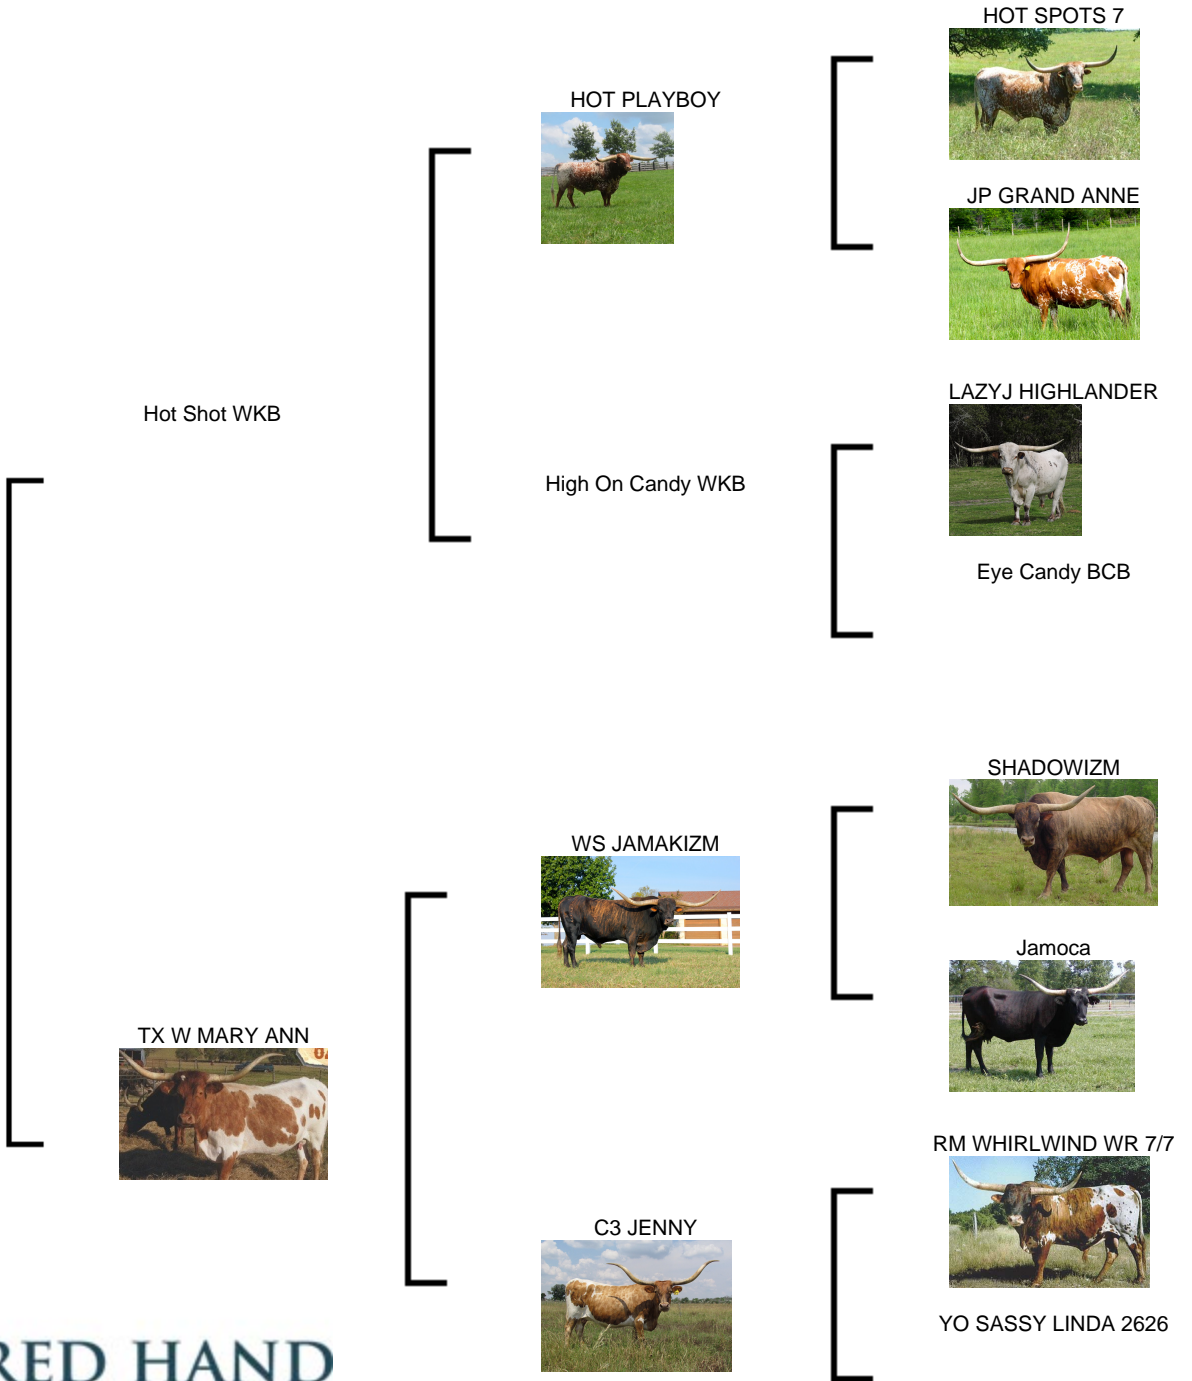 HOT SPOTS 7
HOT PLAYBOY
JP GRAND ANNE
LAZYJ HIGHLANDER
Hot Shot WKB
High On Candy WKB
Eye Candy BCB
SHADOWIZM
WS JAMAKIZM
Jamoca
TX W MARY ANN
RM WHIRLWIND WR 7/7
C3 JENNY
YO SASSY LINDA 2626
RED HAND